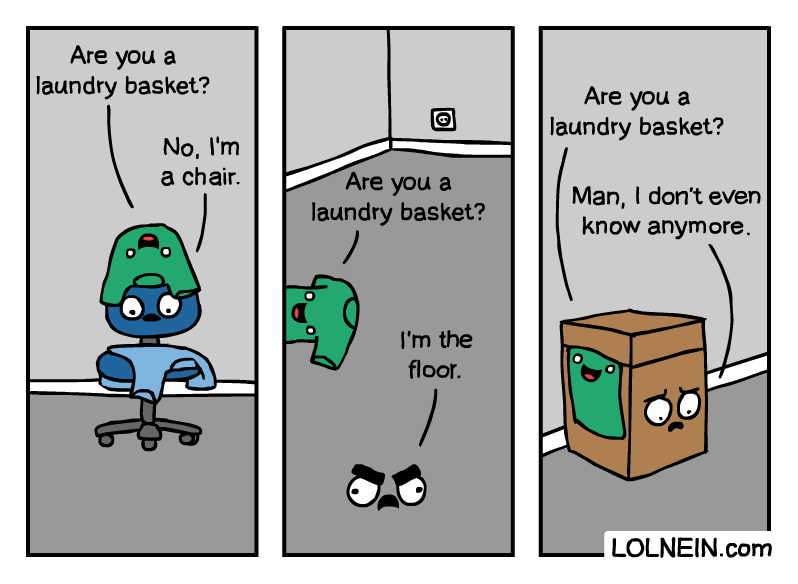 Are you a
laundry basket?
No, I'm
a chair.
Are you a
laundry basket?
I'm the
floor.
Are you a
laundry basket?
Man, I don't even
know anymore.
LOLNEIN.com